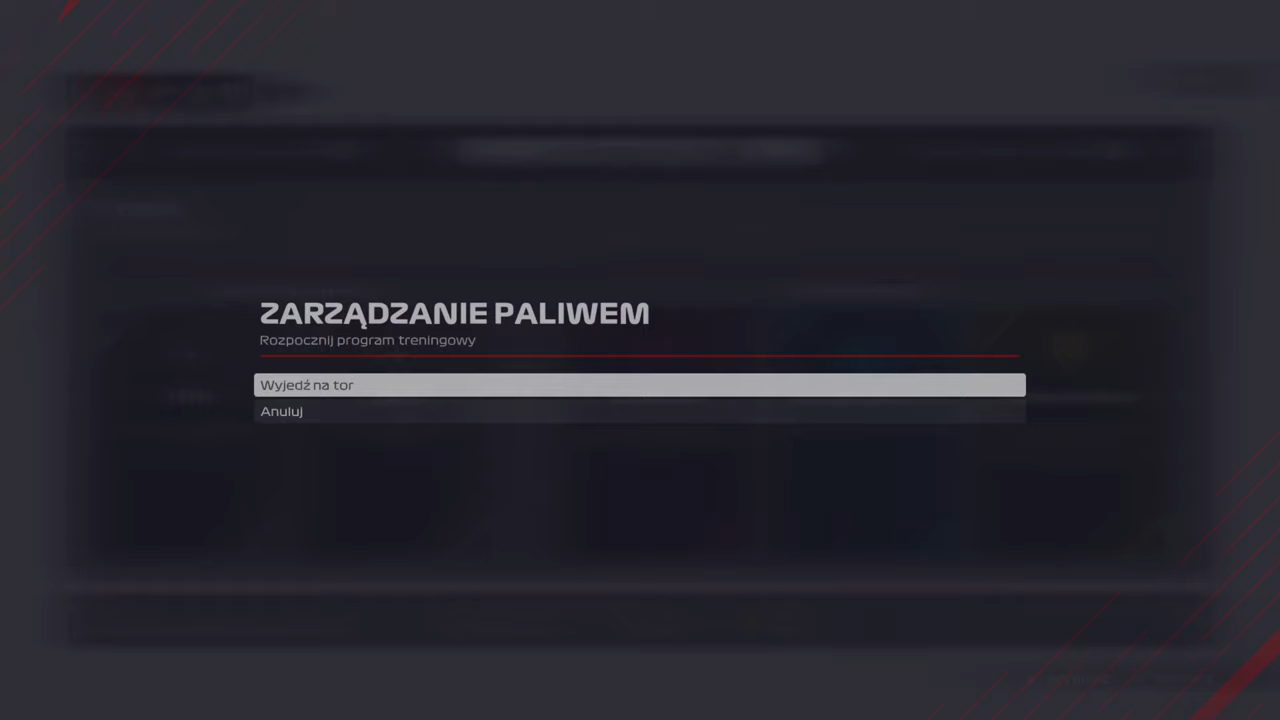 ZARZĄDZANIE PALIWEM
Rozpocznij program treningowy
Wyjedź na tor
Anuluj